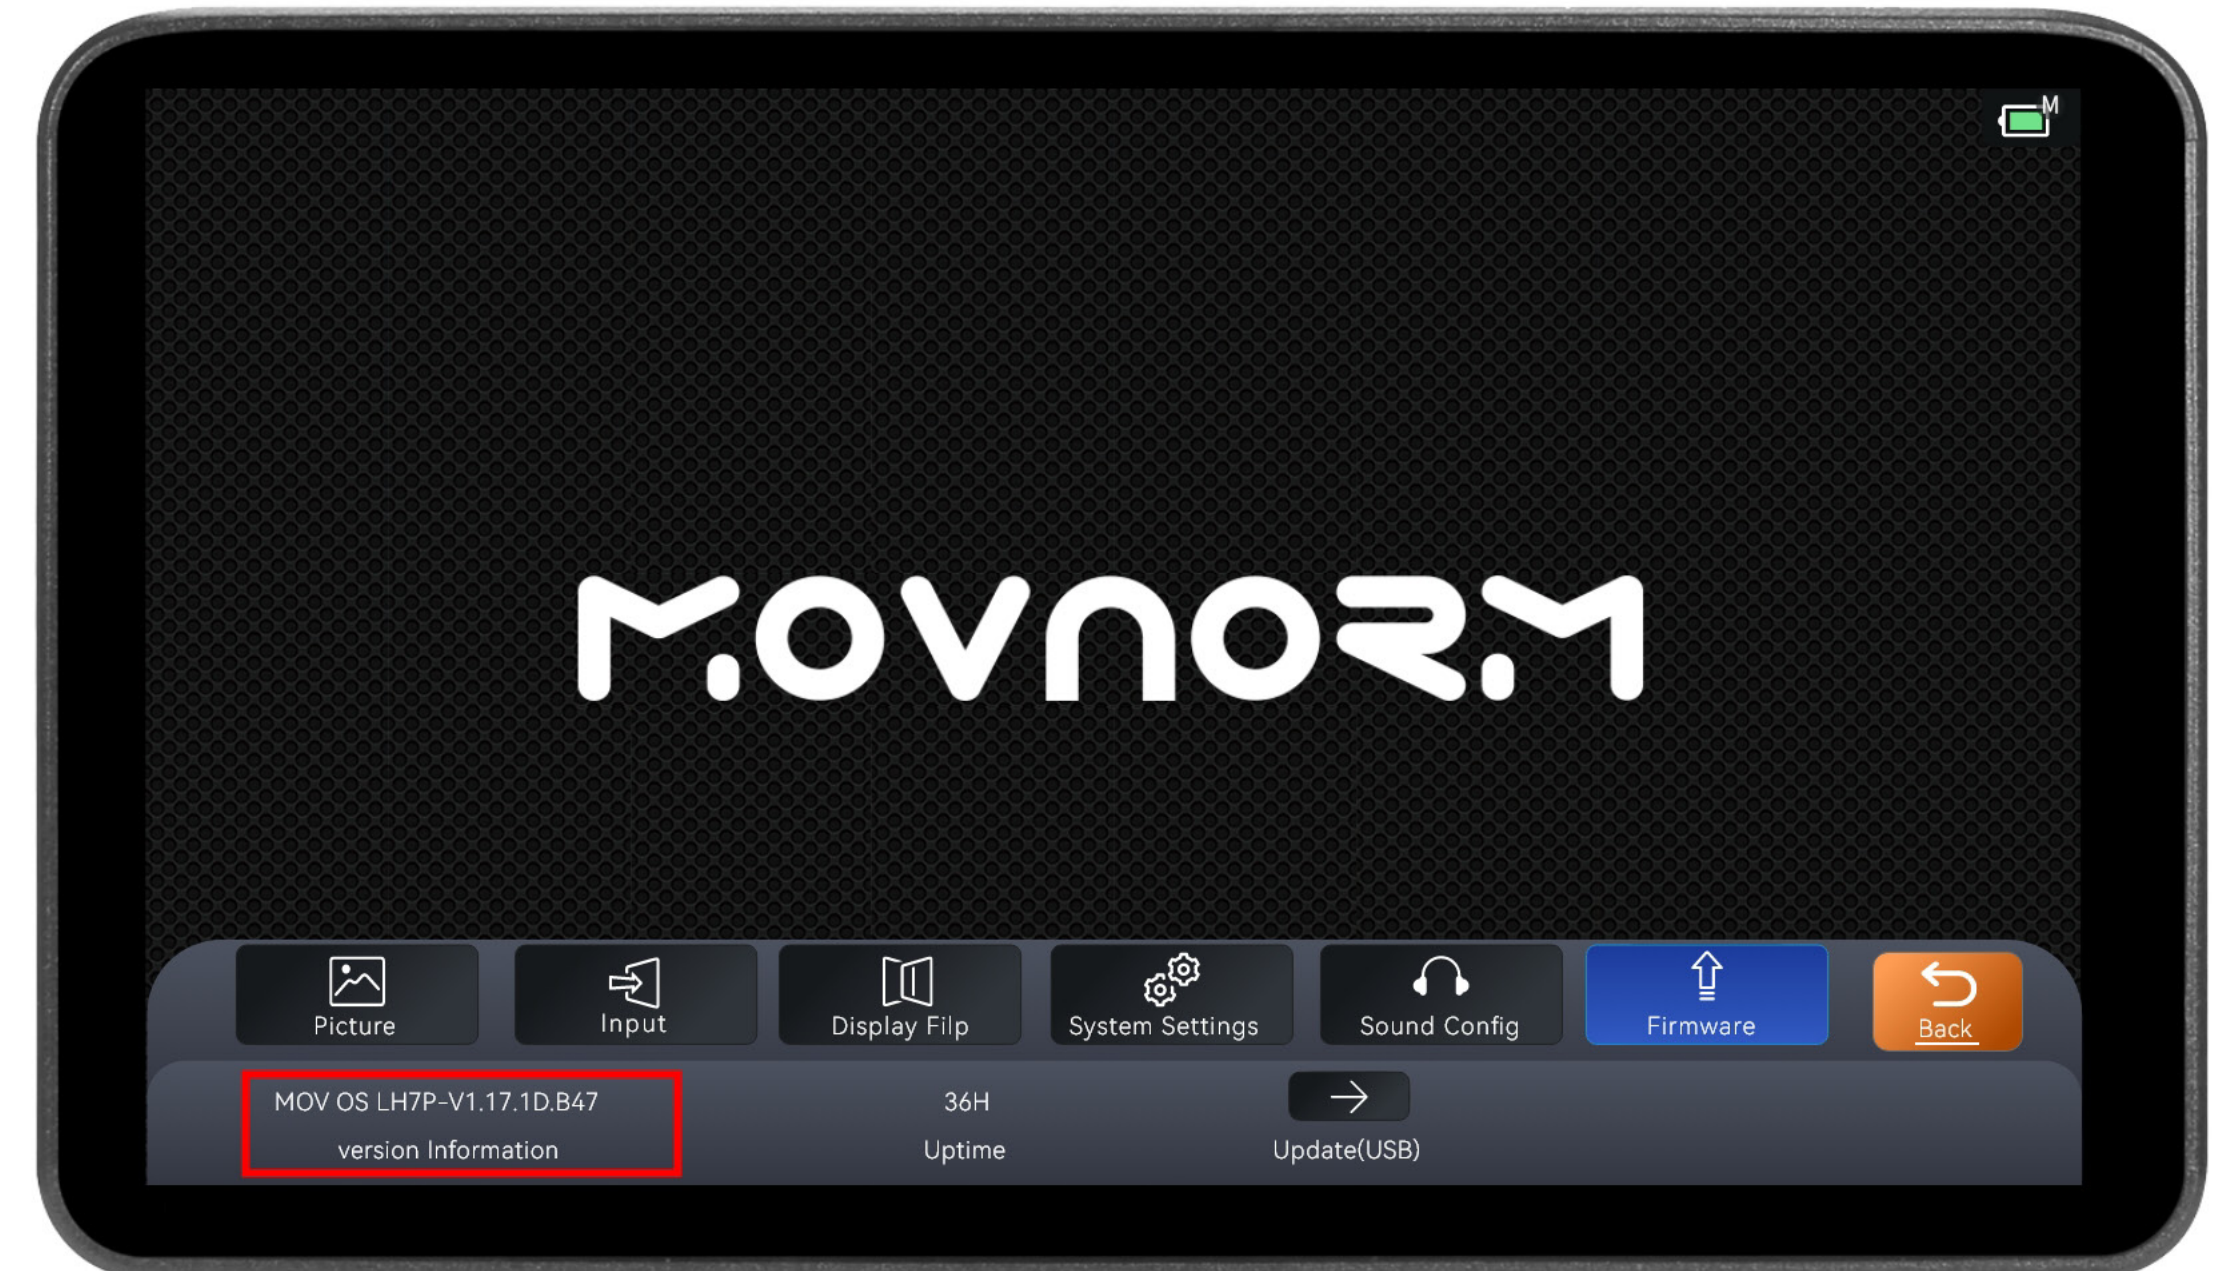 M
MOVNORM
Picture
Input
Display Filp
System Settings
Sound Config
Firmware
Back
MOV OS LH7P-V1.17.1D.B47
36H
version Information
Uptime
Update(USB)